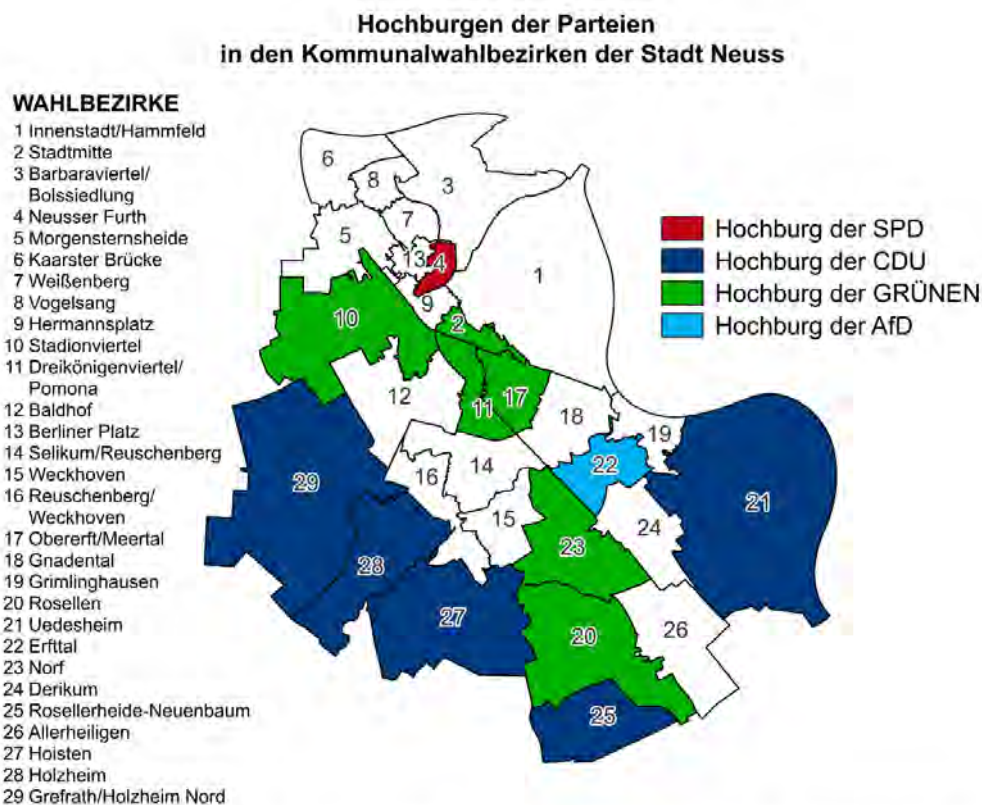 Hochburgen der Parteien
in den Kommunalwahlbezirken der Stadt Neuss
WAHLBEZIRKE
1 Innenstadt/Hammfeld
2 Stadtmitte
3 Barbaraviertel/
Bolssiedlung
4 Neusser Furth
5 Morgensternsheide
6 Kaarster Brücke
7 Weißenberg
8 Vogelsang
9 Hermannsplatz
10 Stadionviertel
11 Dreikönigenviertel/
Pomona
12 Baldhof
13 Berliner Platz
14 Selikum/Reuschenberg
15 Weckhoven
16 Reuschenberg/
Weckhoven
17 Obererft/Meertal
18 Gnadental
19 Grimlinghausen
20 Rosellen
21 Uedesheim
22 Erfttal
23 Norf
24 Derikum
25 Rosellerheide-Neuenbaum
26 Allerheiligen
27 Hoisten
28 Holzheim
29 Grefrath/Holzheim Nord
6
8
3
7
5
13
4
1
9
10
2
12
11
17
18
19
14
16
22
29
15
24
21
23
28
27
20
26
25
Hochburg der SPD
Hochburg der CDU
Hochburg der GRÜNEN
Hochburg der AfD